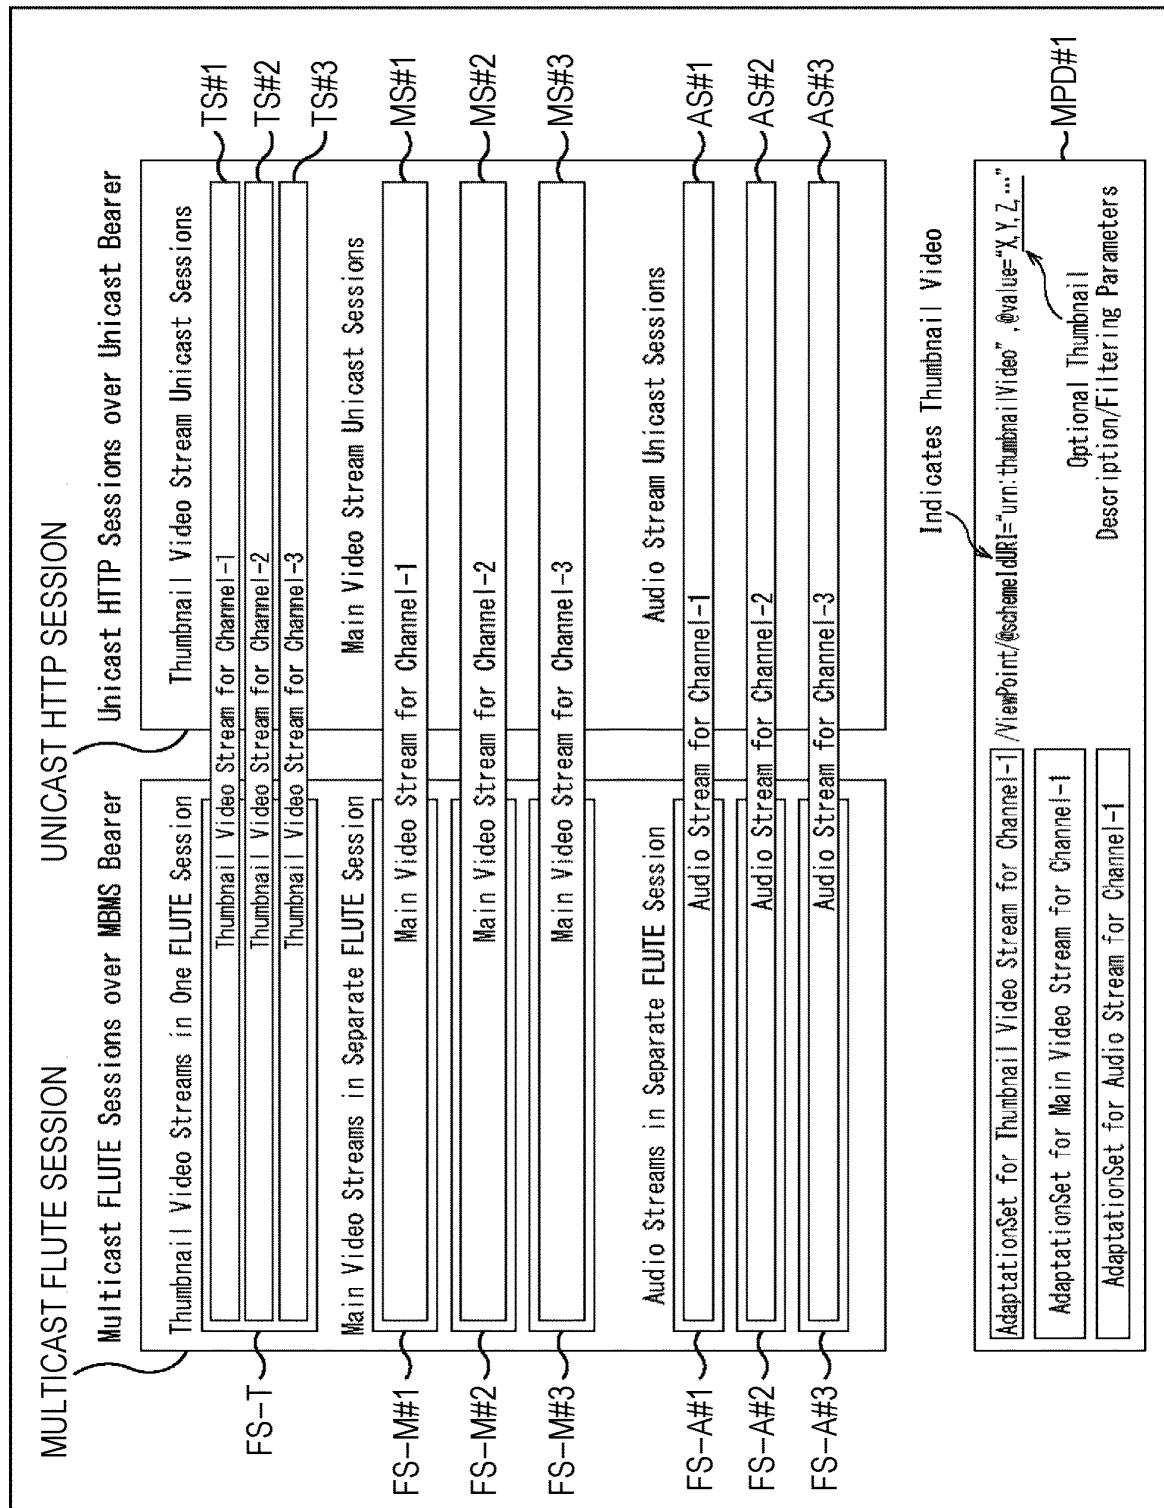 MULTICAST FLUTE SESSION
UNICAST HTTP SESSION
Multicast FLUTE Sessions over MBMS Bearer
Unicast HTTP Sessions over Unicast Bearer
Thumbnail Video Streams in One FLUTE Session
Thumbnail Video Stream Unicast Sessions
FS-T
Thumbnail Video Stream for Channel-1
TS#1
Thumbnail Video Stream for Channel-2
TS#2
Thumbnail Video Stream for Channel-3
TS#3
Main Video Streams in Separate FLUTE Session
Main Video Stream Unicast Sessions
FS-M#1
Main Video Stream for Channel-1
MS#1
FS-M#2
Main Video Stream for Channel-2
MS#2
FS-M#3
Main Video Stream for Channel-3
MS#3
Audio Streams in Separate FLUTE Session
Audio Stream Unicast Sessions
FS-A#1
Audio Stream for Channel-1
AS#1
FS-A#2
Audio Stream for Channel-2
AS#2
FS-A#3
Audio Stream for Channel-3
AS#3
Indicates Thumbnail Video
AdaptationSet for Thumbnail Video Stream for Channel-1 /ViewPoint/@schemeIdURI="urn:thumbnailVideo",@value="X,Y,Z,..."
MPD#1
AdaptationSet for Main Video Stream for Channel-1
Optional Thumbnail
Description/Filtering Parameters
AdaptationSet for Audio Stream for Channel-1